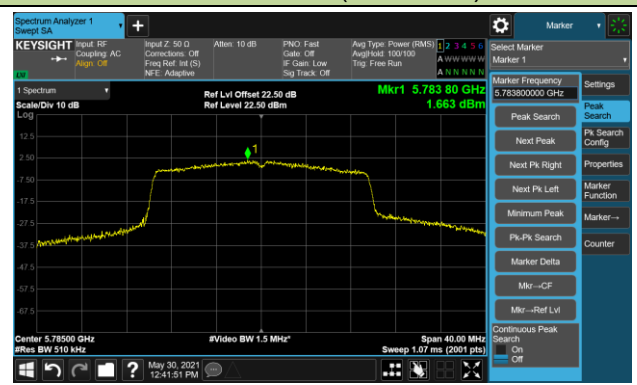 Spectrum Analyzer 1
Swept SA
Marker
KEYSIGHT
Input: RF
Coupling: AC
Align: Off
Input Z: 50 Ω
Corrections: Off
Freq Ref: Int (S)
NFE: Adaptive
Atten: 10 dB
PNO: Fast
Gate: Off
IF Gain: Low
Sig Track: Off
Avg Type: Power (RMS)
Avg|Hold: 100/100
Trig: Free Run
1 2 3 4 5 6
A W W W W W
A N N N N N
LXI
Select Marker
Marker 1
1 Spectrum
Scale/Div 10 dB
Log
Ref Lvl Offset 22.50 dB
Ref Level 22.50 dBm
Mkr1 5.783 80 GHz
1.663 dBm
1
12.5
2.50
-7.50
-17.5
-27.5
-37.5
-47.5
-57.5
-67.5
Center 5.78500 GHz
#Res BW 510 kHz
#Video BW 1.5 MHz*
Span 40.00 MHz
Sweep 1.07 ms (2001 pts)
Marker Frequency
5.783800000 GHz
Peak Search
Next Peak
Next Pk Right
Next Pk Left
Minimum Peak
Pk-Pk Search
Marker Delta
Mkr→CF
Mkr→Ref Lvl
Continuous Peak
Search
On
Off
Settings
Peak
Search
Pk Search
Config
Properties
Marker
Function
Marker→
Counter
?
May 30, 2021
12:41:51 PM